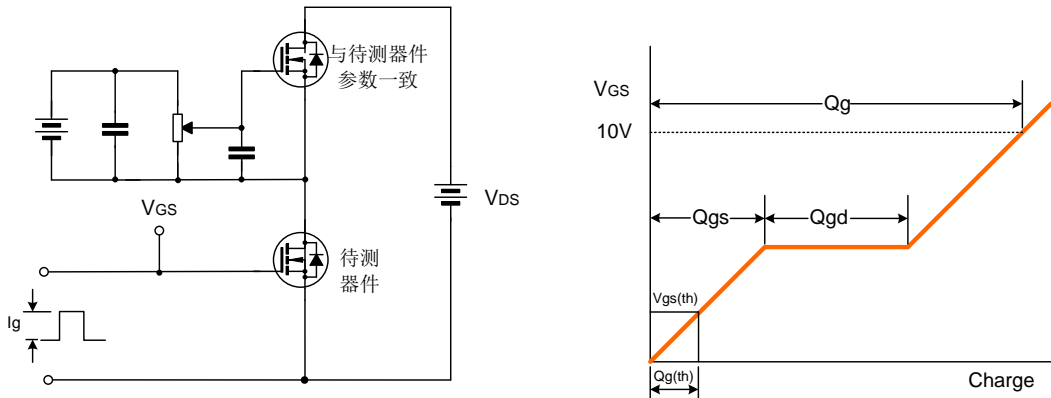 与待测器件
参数一致
VGS
VDS
待测
器件
Ig
VGS
10V
Qg
Qgs
Qgd
Vgs(th)
Qg(th)
Charge